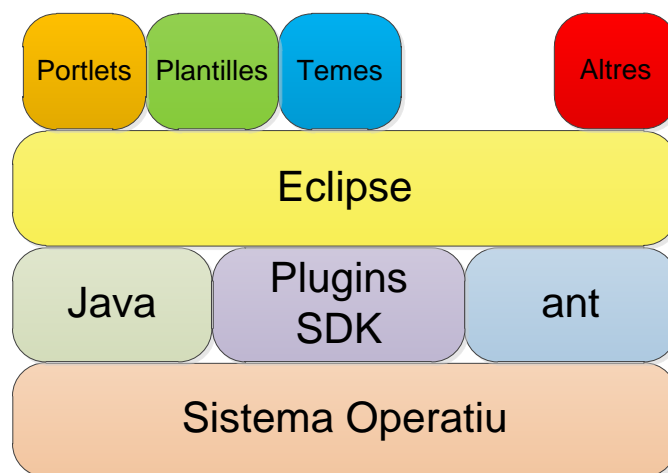 Portlets Plantilles Temes Altres
Eclipse
Java Plugins SDK ant
Sistema Operatiu